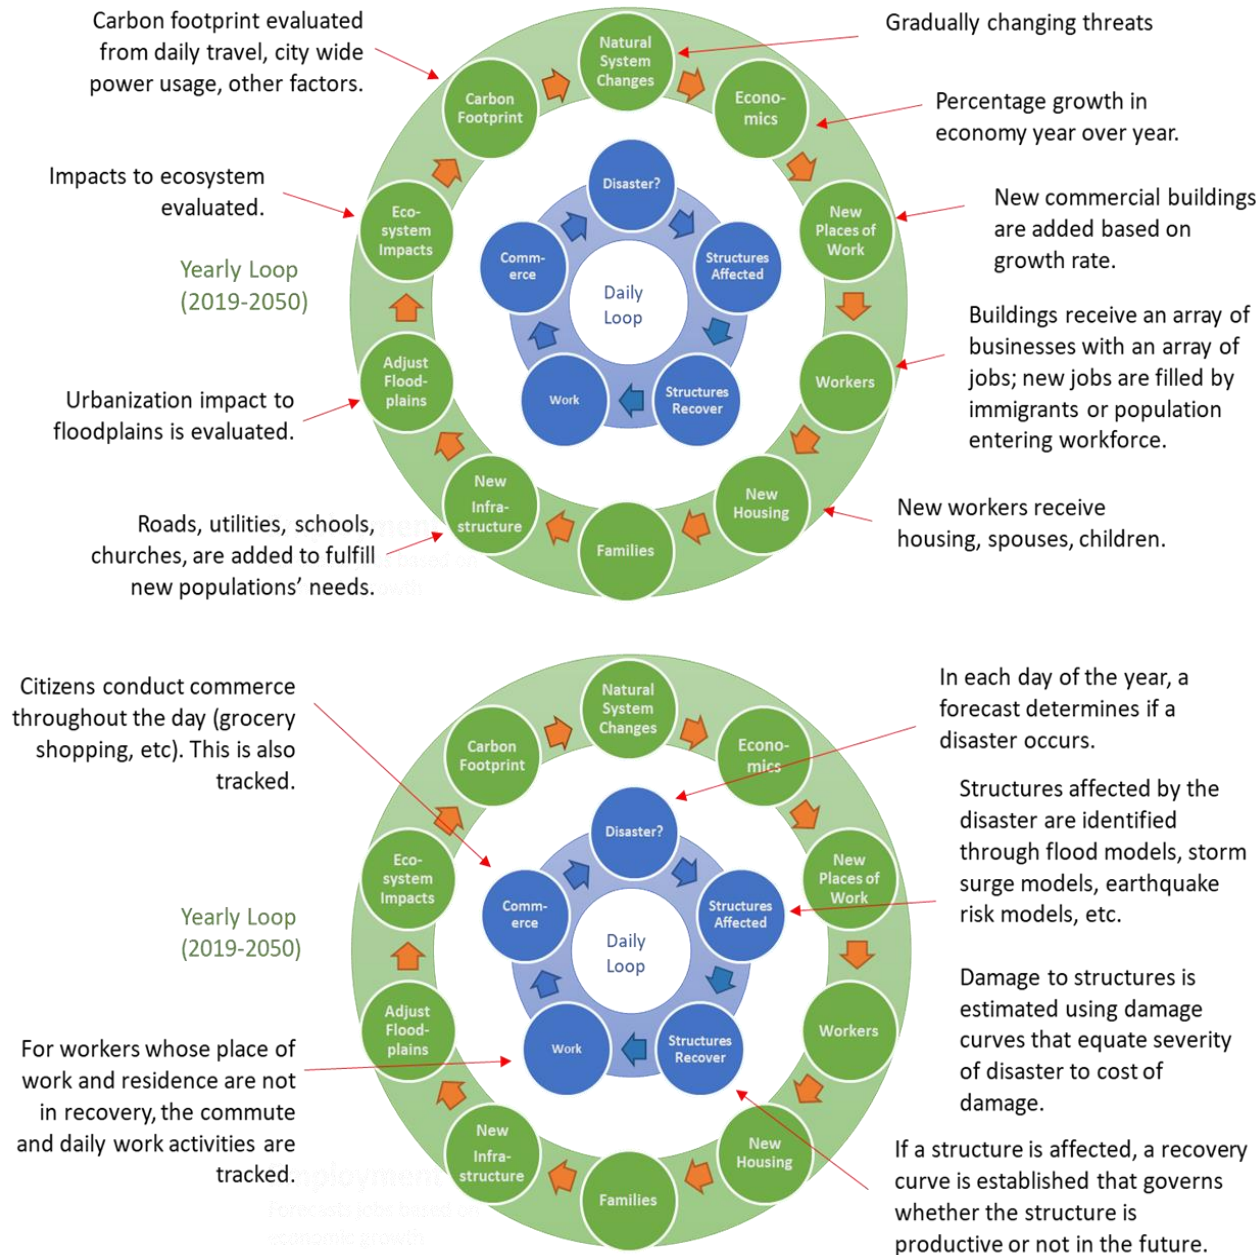 Carbon footprint evaluated
from daily travel, city wide
power usage, other factors.
Natural
System
Changes
Gradually changing threats
Carbon
Footprint
Econo-
mics
Percentage growth in
economy year over year.
Impacts to ecosystem
evaluated.
Disaster?
Eco-
system
Impacts
New
Places of
Work
New commercial buildings
are added based on
growth rate.
Comm-
erce
Structures
Affected
Yearly Loop
(2019-2050)
Daily
Loop
Buildings receive an array of
businesses with an array of
jobs; new jobs are filled by
immigrants or population
entering workforce.
Adjust
Flood-
plains
Workers
Work
Structures
Recover
Urbanization impact to
floodplains is evaluated.
New
Infra-
structure
New
Housing
New workers receive
housing, spouses, children.
Families
Roads, utilities, schools,
churches, are added to fulfill
new populations' needs.
Citizens conduct commerce
throughout the day (grocery
shopping, etc). This is also
tracked.
Natural
System
Changes
In each day of the year, a
forecast determines if a
disaster occurs.
Carbon
Footprint
Econo-
mics
Disaster?
Structures affected by the
disaster are identified
through flood models, storm
surge models, earthquake
risk models, etc.
Eco-
system
Impacts
New
Places of
Work
Comm-
erce
Structures
Affected
Yearly Loop
(2019-2050)
Daily
Loop
Damage to structures is
estimated using damage
curves that equate severity
of disaster to cost of
damage.
Adjust
Flood-
plains
Workers
Work
Structures
Recover
For workers whose place of
work and residence are not
in recovery, the commute
and daily work activities are
tracked.
New
Infra-
structure
New
Housing
Families
If a structure is affected, a recovery
curve is established that governs
whether the structure is
productive or not in the future.
Employment
Forecasts jobs based on
economic growth